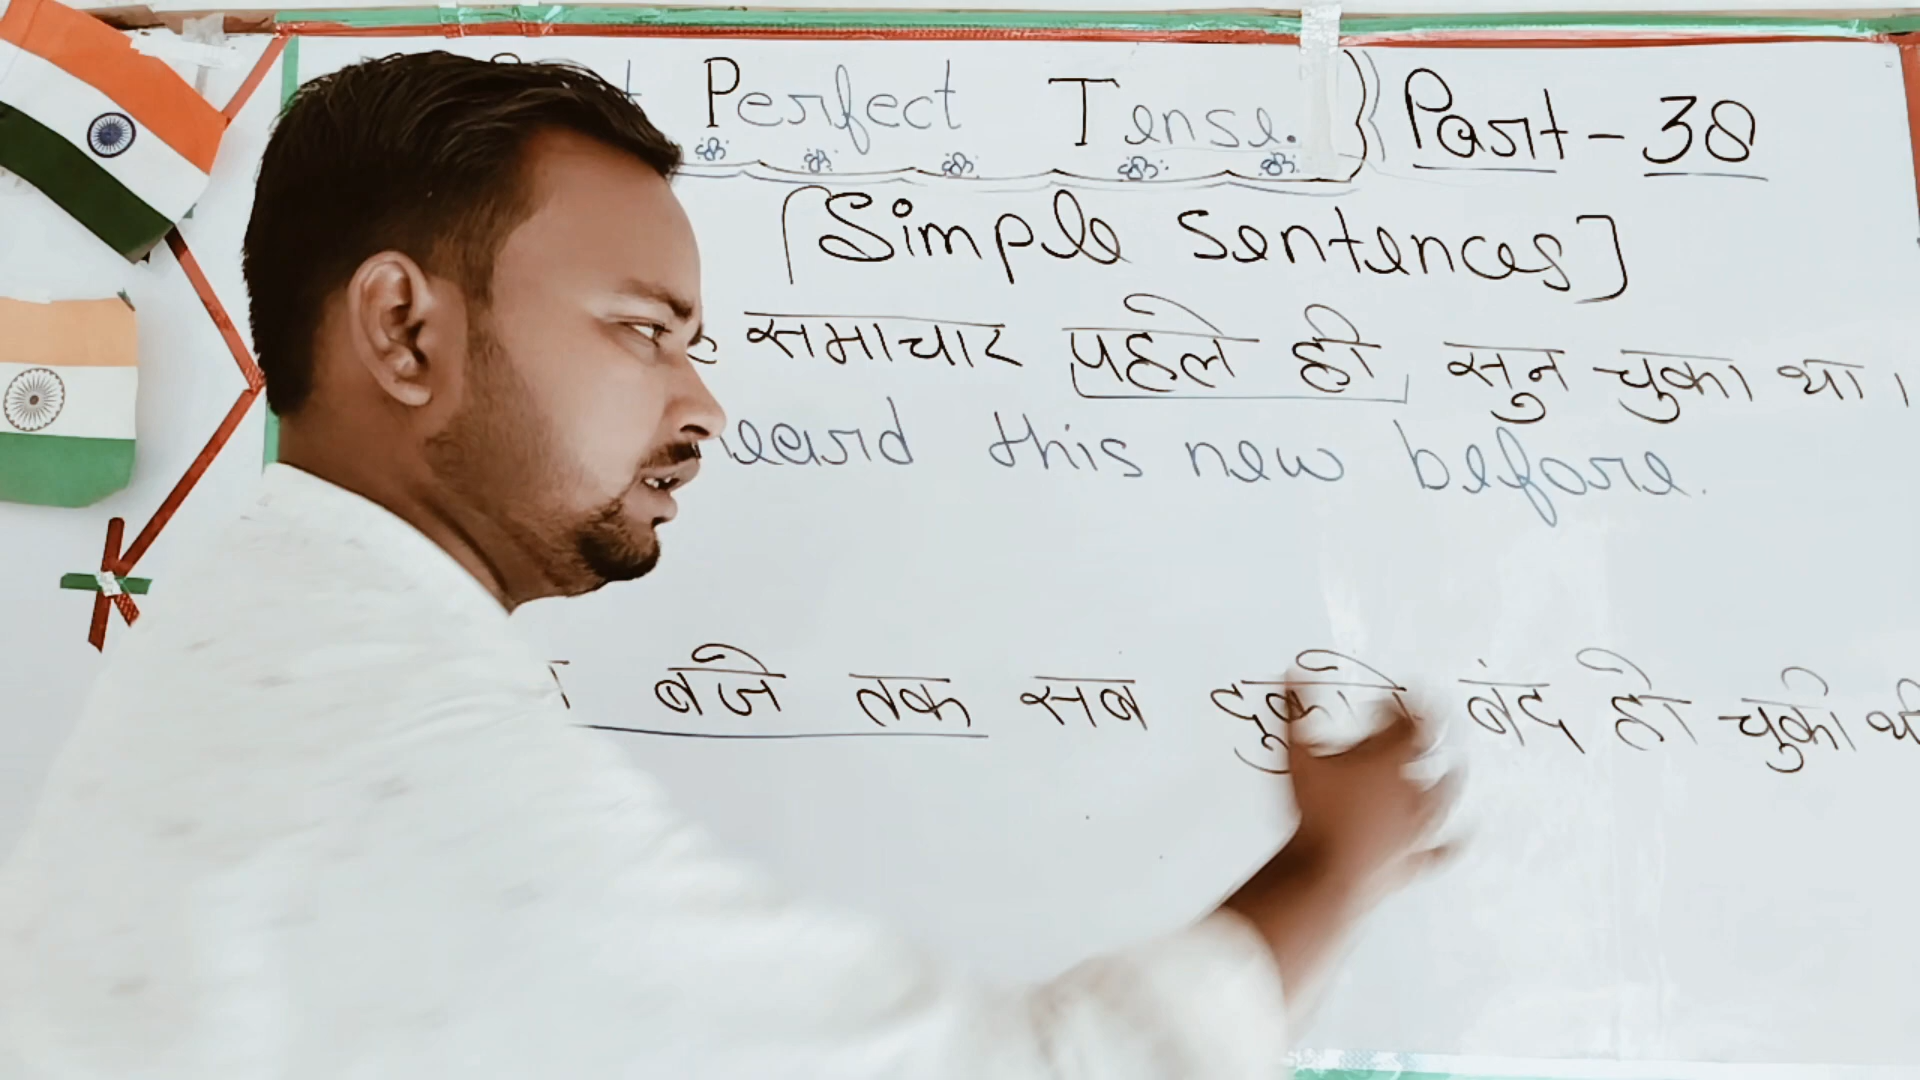 Perfect Tense. Part-38
[Simple Sentences]
समाचार पहले ही सुन चुका था।
heard this new before.
बजे तक सब दुकाने बंद हो चुकी थी